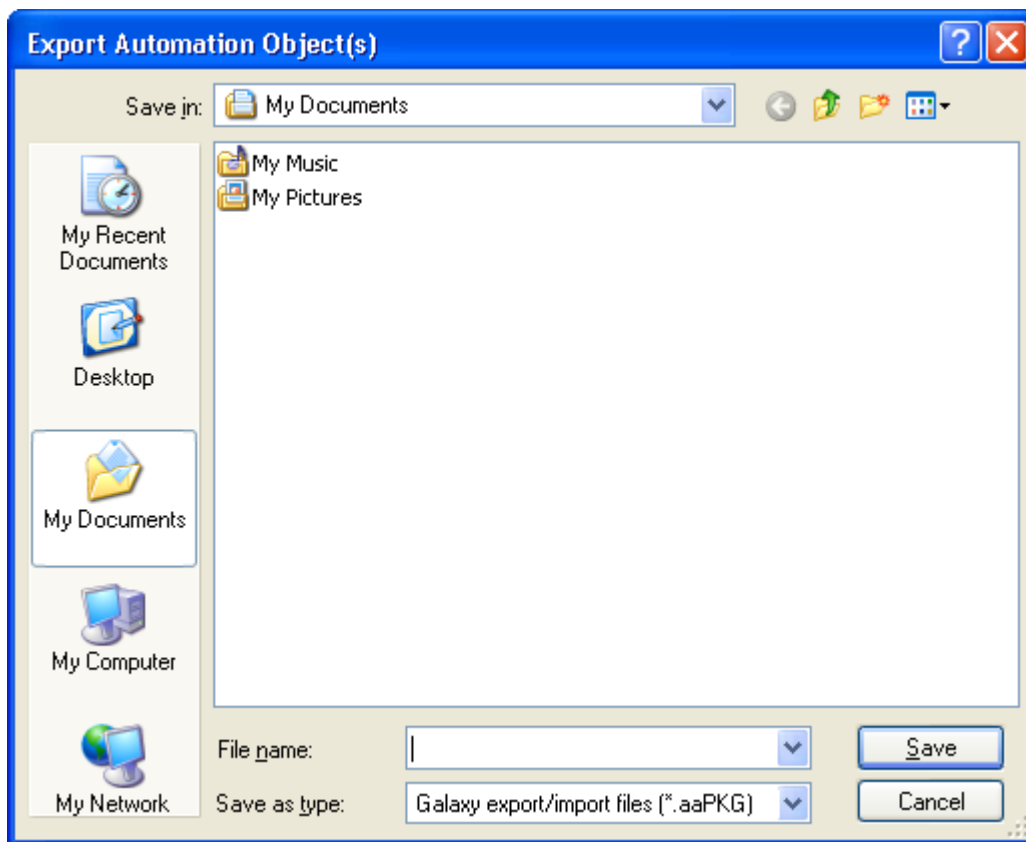 Export Automation Object(s)
Save in: My Documents
My Music
My Pictures
My Recent
Documents
Desktop
My Documents
My Computer
My Network
File name:
Save
Save as type: Galaxy export/import files (*.aaPKG)
Cancel